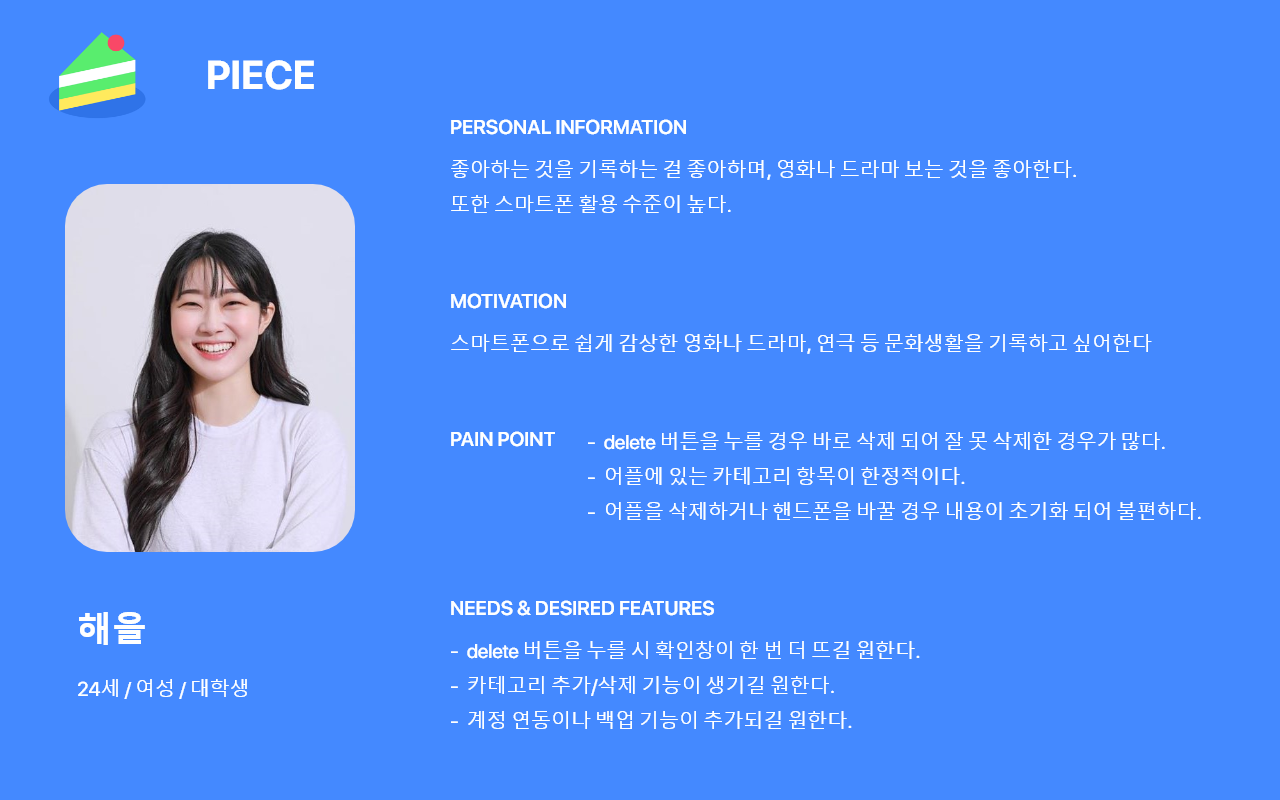 PIECE
PERSONAL INFORMATION
좋아하는 것을 기록하는 걸 좋아하며, 영화나 드라마 보는 것을 좋아한다.
또한 스마트폰 활용 수준이 높다.
MOTIVATION
스마트폰으로 쉽게 감상한 영화나 드라마, 연극 등 문화생활을 기록하고 싶어한다
PAIN POINT
- delete 버튼을 누를 경우 바로 삭제 되어 잘 못 삭제한 경우가 많다.
- 어플에 있는 카테고리 항목이 한정적이다.
- 어플을 삭제하거나 핸드폰을 바꿀 경우 내용이 초기화 되어 불편하다.
해을
24세 / 여성 / 대학생
NEEDS & DESIRED FEATURES
- delete 버튼을 누를 시 확인창이 한 번 더 뜨길 원한다.
- 카테고리 추가/삭제 기능이 생기길 원한다.
- 계정 연동이나 백업 기능이 추가되길 원한다.